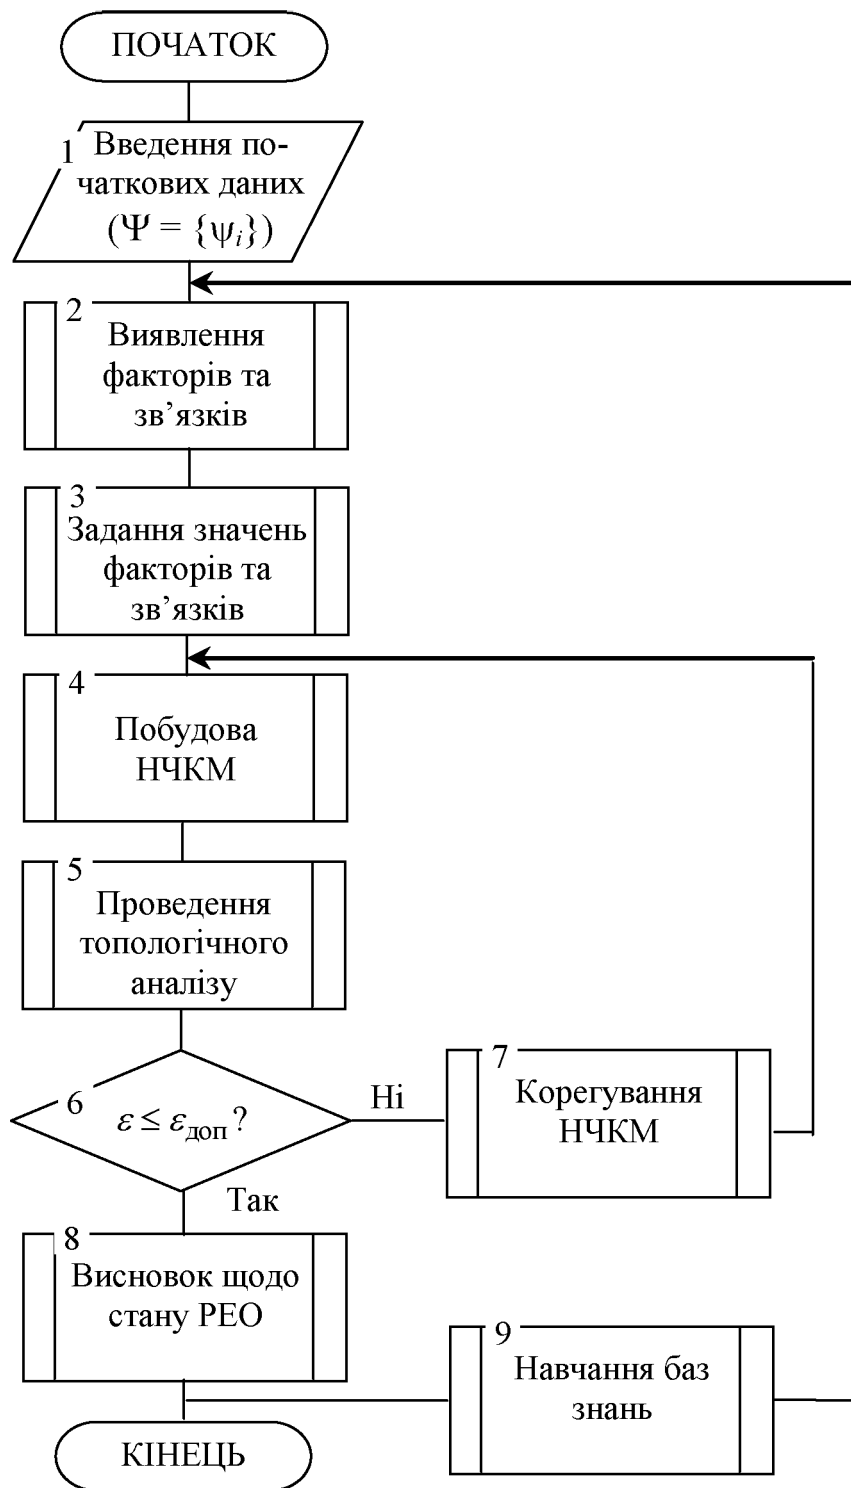 ПОЧАТОК
1
Введення по-
чаткових даних
(Ψ = {ψi})
2
Виявлення
факторів та
зв’язків
3
Задання значень
факторів та
зв’язків
4
Побудова
НЧКМ
5
Проведення
топологічного
аналізу
6
ε ≤ εдоп ?
Ні
7
Корегування
НЧКМ
Так
8
Висновок щодо
стану РЕО
9
Навчання баз
знань
КІНЕЦЬ